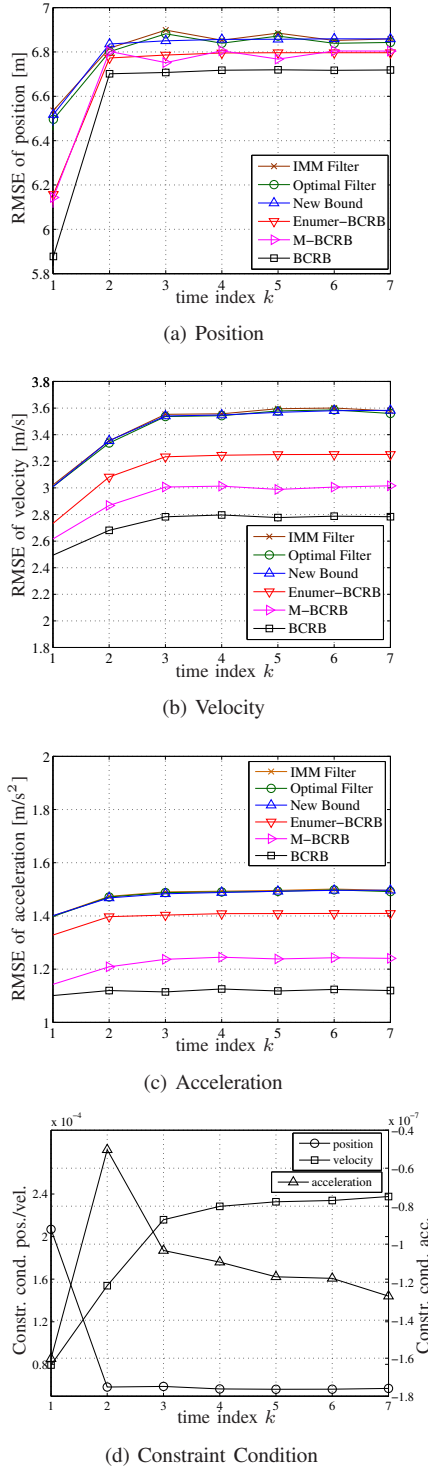 7
6.8
6.6
6.4
6.2
6
5.8
RMSE of position [m]
IMM Filter
Optimal Filter
New Bound
Enumer-BCRB
M-BCRB
BCRB
1 2 3 4 5 6 7
time index k
(a) Position
3.8
3.6
3.4
3.2
3
2.8
2.6
2.4
2.2
2
1.8
RMSE of velocity [m/s]
IMM Filter
Optimal Filter
New Bound
Enumer-BCRB
M-BCRB
BCRB
1 2 3 4 5 6 7
time index k
(b) Velocity
2
1.8
1.6
1.4
1.2
1
RMSE of acceleration [m/s²]
IMM Filter
Optimal Filter
New Bound
Enumer-BCRB
M-BCRB
BCRB
1 2 3 4 5 6 7
time index k
(c) Acceleration
x 10⁻⁴
x 10⁻⁷
2.4
2
1.6
1.2
0.8
Constr. cond. pos./vel.
position
velocity
acceleration
−0.4
−0.6
−0.8
−1
−1.2
−1.4
−1.6
−1.8
Constr. cond. acc.
1 2 3 4 5 6 7
time index k
(d) Constraint Condition